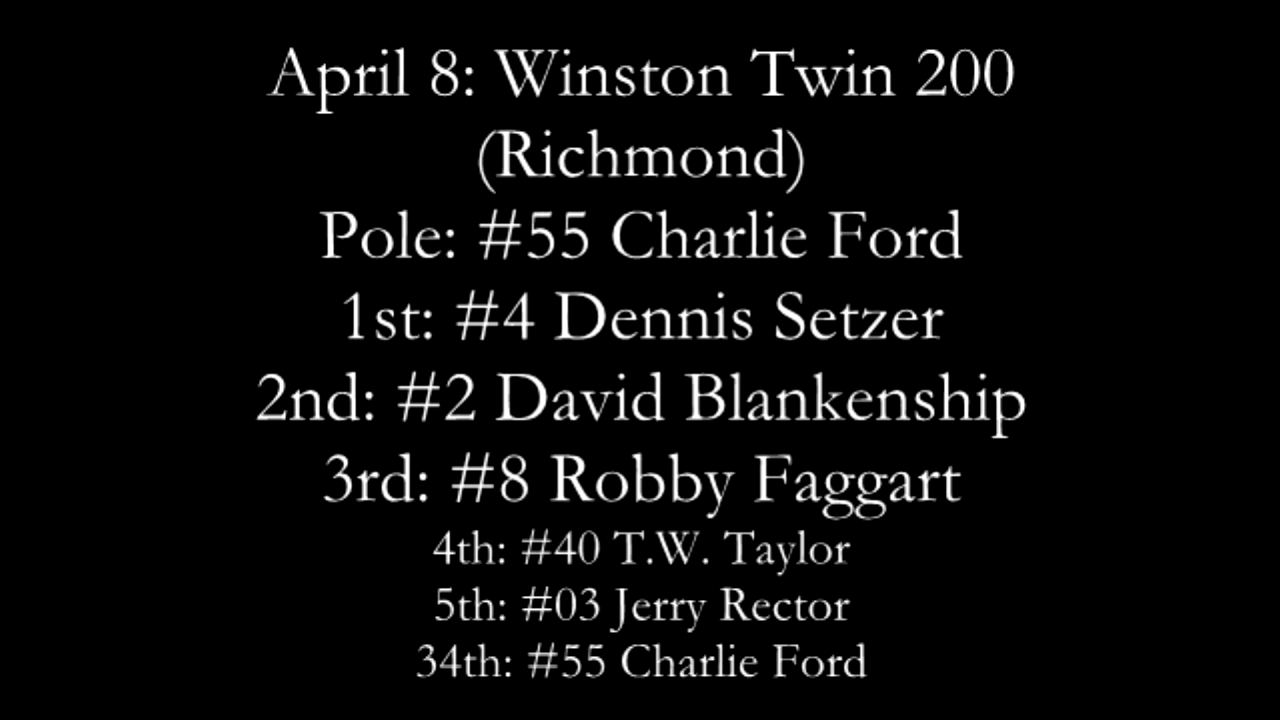 April 8: Winston Twin 200
(Richmond)
Pole: #55 Charlie Ford
1st: #4 Dennis Setzer
2nd: #2 David Blankenship
3rd: #8 Robby Faggart
4th: #40 T.W. Taylor
5th: #03 Jerry Rector
34th: #55 Charlie Ford